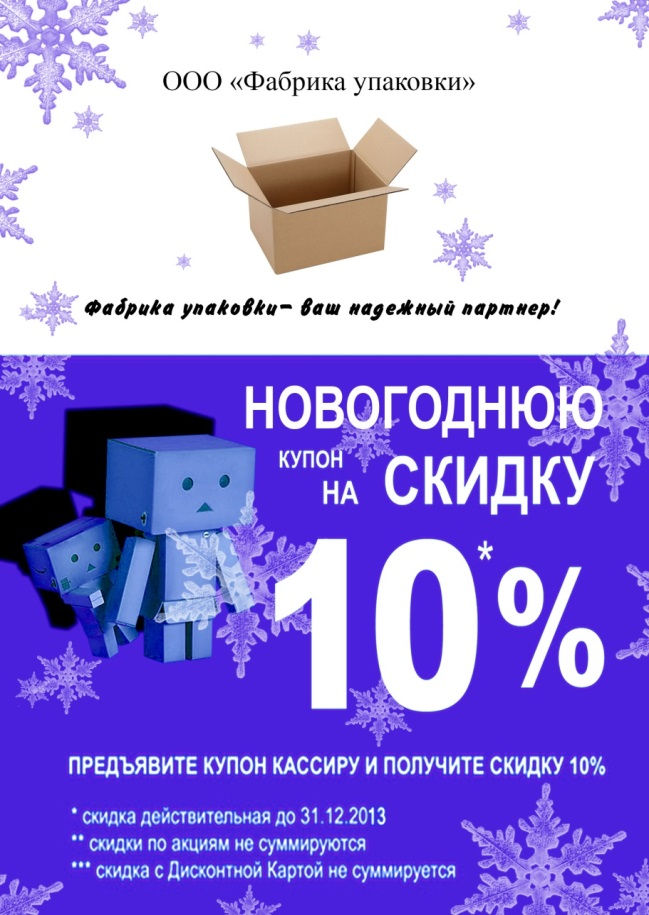 ООО «Фабрика упаковки»
Фабрика упаковки– ваш надежный партнер!
НОВОГОДНЮЮ
КУПОН
НА СКИДКУ
10*%
ПРЕДЪЯВИТЕ КУПОН КАССИРУ И ПОЛУЧИТЕ СКИДКУ 10%
* скидка действительная до 31.12.2013
** скидки по акциям не суммируются
*** скидка с Дисконтной Картой не суммируется